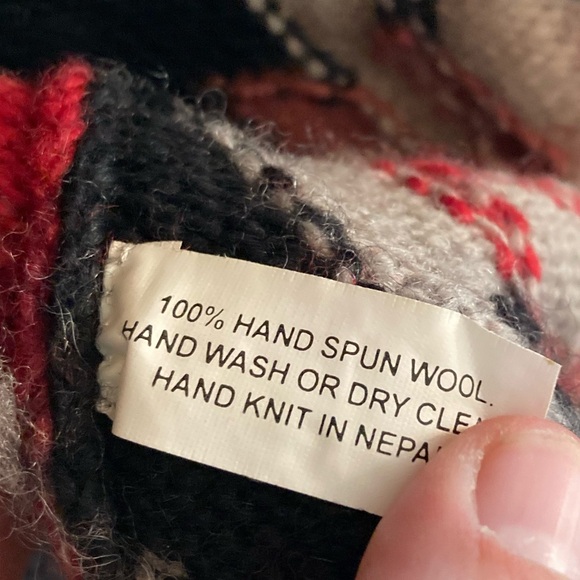 100% HAND SPUN WOOL.
HAND WASH OR DRY CLE
HAND KNIT IN NEPA